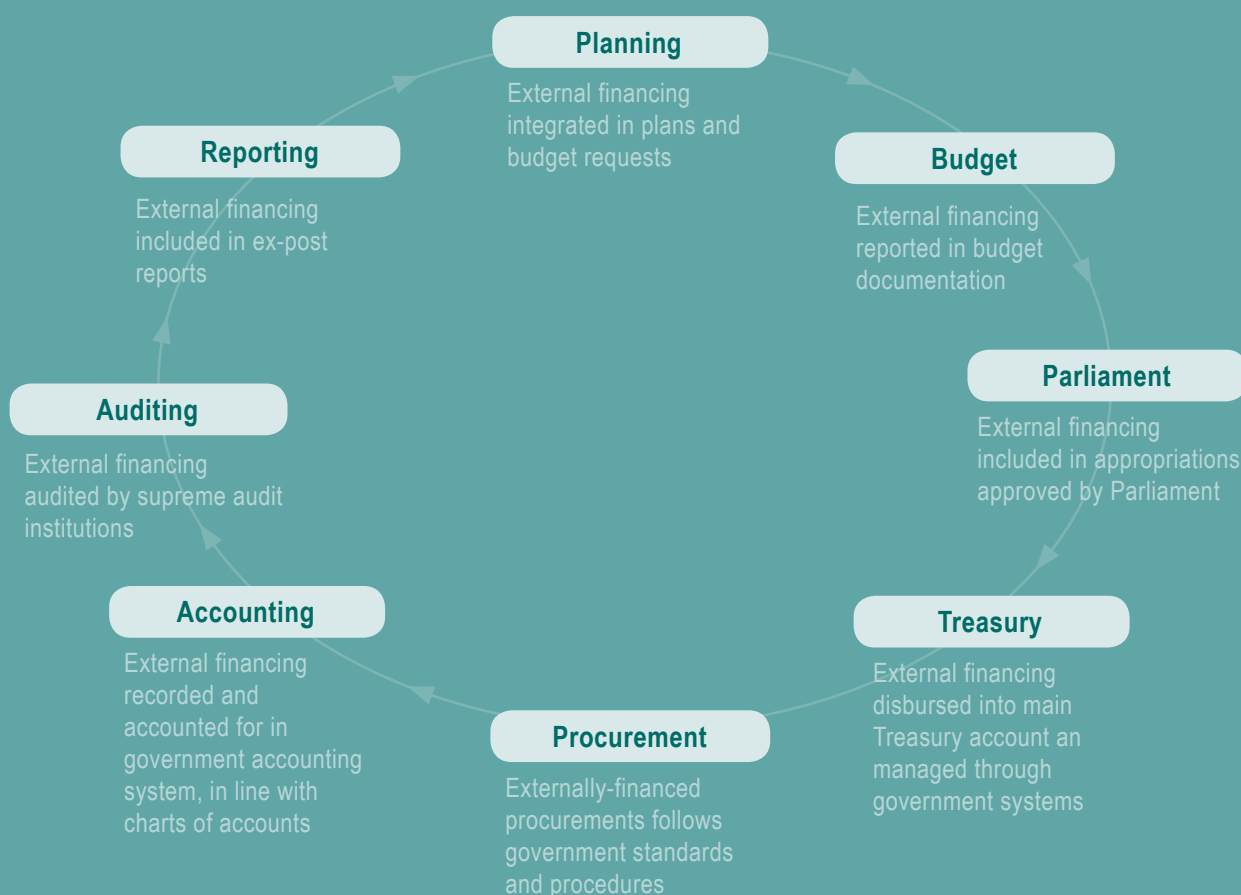 Planning
External financing
integrated in plans and
budget requests
Budget
External financing
reported in budget
documentation
Parliament
External financing
included in appropriations
approved by Parliament
Treasury
External financing
disbursed into main
Treasury account an
managed through
government systems
Procurement
Externally-financed
procurements follows
government standards
and procedures
Accounting
External financing
recorded and
accounted for in
government accounting
system, in line with
charts of accounts
Auditing
External financing
audited by supreme audit
institutions
Reporting
External financing
included in ex-post
reports